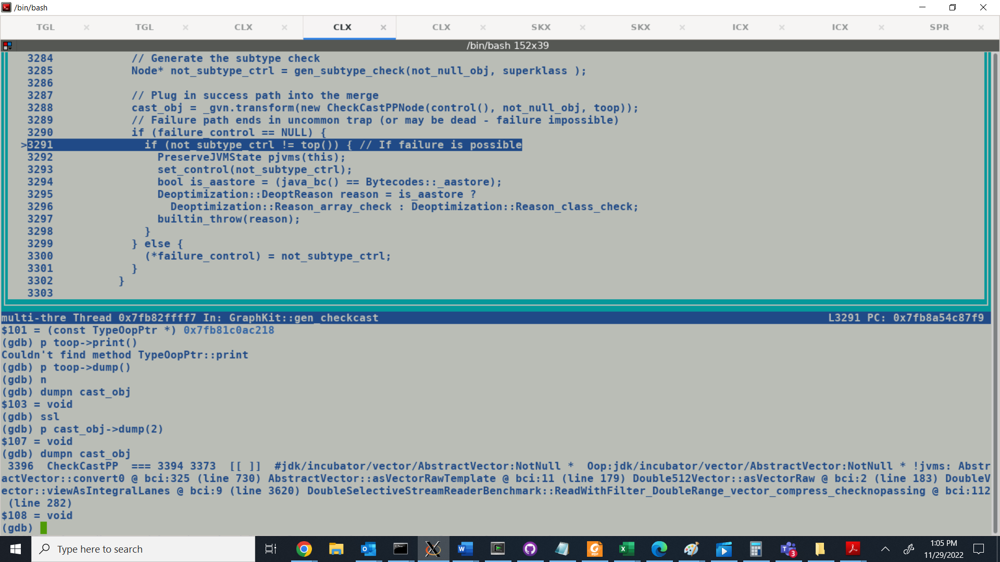 /bin/bash
TGL × TGL × CLX × CLX × CLX × SKX × SKX × ICX × ICX × SPR ×
/bin/bash 152x39
3284 // Generate the subtype check
3285 Node* not_subtype_ctrl = gen_subtype_check(not_null_obj, superklass );
3286
3287 // Plug in success path into the merge
3288 cast_obj = _gvn.transform(new CheckCastPPNode(control(), not_null_obj, toop));
3289 // Failure path ends in uncommon trap (or may be dead - failure impossible)
3290 if (failure_control == NULL) {
>3291 if (not_subtype_ctrl != top()) { // If failure is possible
3292 PreserveJVMState pjvms(this);
3293 set_control(not_subtype_ctrl);
3294 bool is_aastore = (java_bc() == Bytecodes::_aastore);
3295 Deoptimization::DeoptReason reason = is_aastore ?
3296 Deoptimization::Reason_array_check : Deoptimization::Reason_class_check;
3297 builtin_throw(reason);
3298 }
3299 } else {
3300 (*failure_control) = not_subtype_ctrl;
3301 }
3302 }
3303
multi-thre Thread 0x7fb82ffff7 In: GraphKit::gen_checkcast L3291 PC: 0x7fb8a54c87f9
$101 = (const TypeOopPtr *) 0x7fb81c0ac218
(gdb) p toop->print()
Couldn't find method TypeOopPtr::print
(gdb) p toop->dump()
(gdb) n
(gdb) dumpn cast_obj
$103 = void
(gdb) ssl
(gdb) p cast_obj->dump(2)
$107 = void
(gdb) dumpn cast_obj
3396 CheckCastPP === 3394 3373 [[ ]] #jdk/incubator/vector/AbstractVector:NotNull * Oop:jdk/incubator/vector/AbstractVector:NotNull * !jvms: Abstr
actVector::convert0 @ bci:325 (line 730) AbstractVector::asVectorRawTemplate @ bci:11 (line 179) Double512Vector::asVectorRaw @ bci:2 (line 183) DoubleV
ector::viewAsIntegralLanes @ bci:9 (line 3620) DoubleSelectiveStreamReaderBenchmark::ReadWithFilter_DoubleRange_vector_compress_checknopassing @ bci:112
(line 282)
$108 = void
(gdb)
Type here to search
3
1:05 PM
11/29/2022